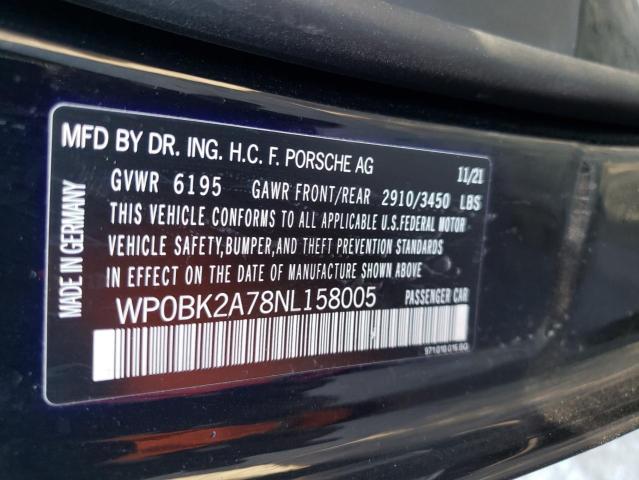 MFD BY DR. ING. H.C. F. PORSCHE AG 11/21
GVWR 6195 GAWR FRONT/REAR 2910/3450 LBS
THIS VEHICLE CONFORMS TO ALL APPLICABLE U.S.FEDERAL MOTOR
VEHICLE SAFETY,BUMPER,AND THEFT PREVENTION STANDARDS
IN EFFECT ON THE DATE OF MANUFACTURE SHOWN ABOVE.
WP0BK2A78NL158005 PASSENGER CAR
MADE IN GERMANY